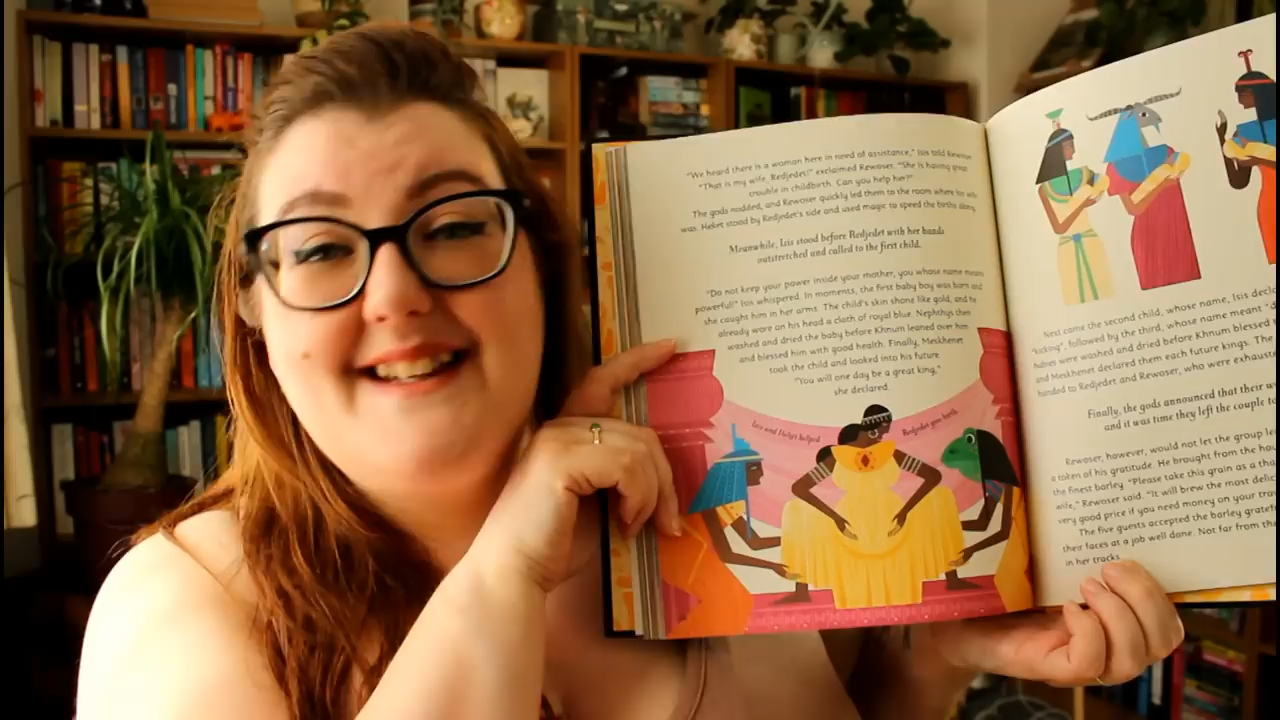 "We heard there is a woman here in need of assistance," Isis told Rewoser.
"That is my wife, Redjedet!" exclaimed Rewoser. "She is having great
trouble in childbirth. Can you help her?"
The gods nodded, and Rewoser quickly led them to the room where his wife
was. Heket stood by Redjedet's side and used magic to speed the births along.
Meanwhile, Isis stood before Redjedet with her hands
outstretched and called to the first child.
"Do not keep your power inside your mother, you whose name means
powerful!" Isis whispered. In moments, the first baby boy was born and
she caught him in her arms. The child's skin shone like gold, and he
already wore on his head a cloth of royal blue. Nephthys then
washed and dried the baby before Khnum leaned over him
and blessed him with good health. Finally, Meskhenet
took the child and looked into his future.
"You will one day be a great king,"
she declared.
Isis and Heket helped
Redjedet give birth.
Next came the second child, whose name, Isis decla
"kicking", followed by the third, whose name meant "d
babies were washed and dried before Khnum blessed
and Meskhenet declared them each future kings. The
handed to Redjedet and Rewoser, who were exhauste
Finally, the gods announced that their w
and it was time they left the couple to
Rewoser, however, would not let the group le
a token of his gratitude. He brought from the hou
the finest barley. "Please take this grain as a tha
wife," Rewoser said. "It will brew the most delic
very good price if you need money on your trav
The five guests accepted the barley gratef
their faces at a job well done. Not far from tha
in her tracks.